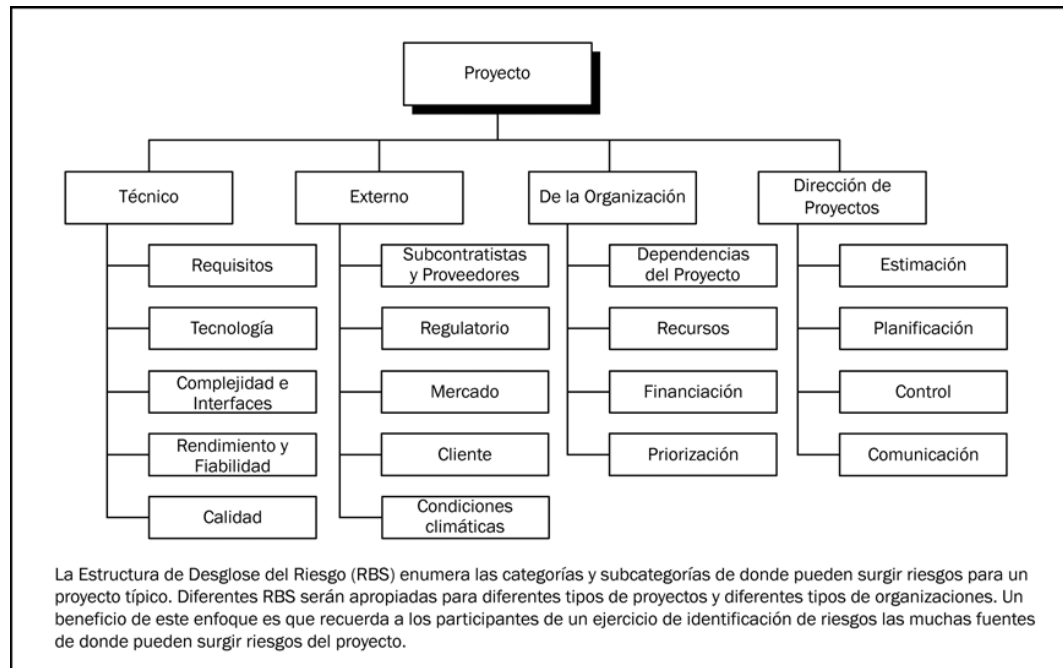 Proyecto
Técnico
Externo
De la Organización
Dirección de
Proyectos
Requisitos
Tecnología
Complejidad e
Interfaces
Rendimiento y
Fiabilidad
Calidad
Subcontratistas
y Proveedores
Regulatorio
Mercado
Cliente
Condiciones
climáticas
Dependencias
del Proyecto
Recursos
Financiación
Priorización
Estimación
Planificación
Control
Comunicación
La Estructura de Desglose del Riesgo (RBS) enumera las categorías y subcategorías de donde pueden surgir riesgos para un
proyecto típico. Diferentes RBS serán apropiadas para diferentes tipos de proyectos y diferentes tipos de organizaciones. Un
beneficio de este enfoque es que recuerda a los participantes de un ejercicio de identificación de riesgos las muchas fuentes
de donde pueden surgir riesgos del proyecto.